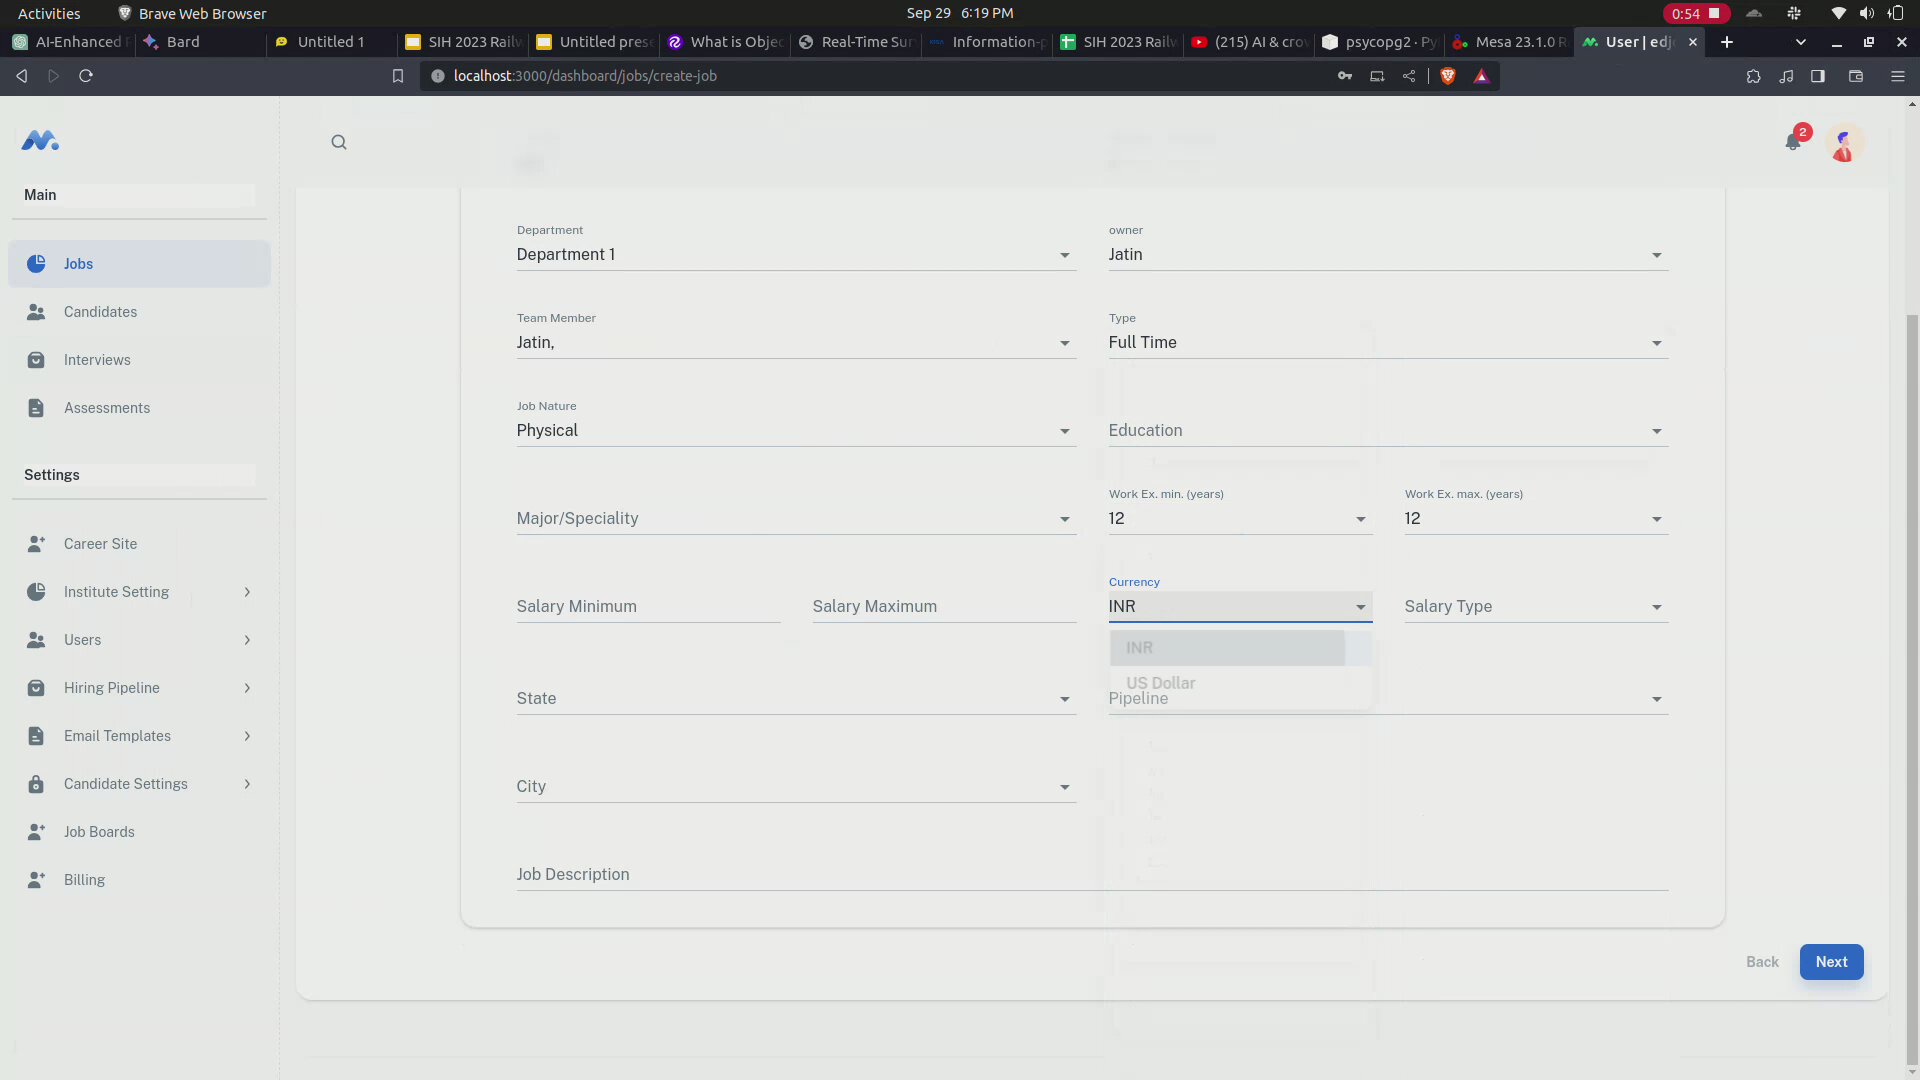 Activities
Brave Web Browser
Sep 29 6:19 PM
0:54
AI-Enhanced
Bard
Untitled 1
SIH 2023 Railw
Untitled prese
What is Objec
Real-Time Sur
Information-p
SIH 2023 Railw
(215) AI & crov
psycopg2 · Py
Mesa 23.1.0 R
User | edj
localhost:3000/dashboard/jobs/create-job
2
Main
Jobs
Candidates
Interviews
Assessments
Settings
Career Site
Institute Setting
Users
Hiring Pipeline
Email Templates
Candidate Settings
Job Boards
Billing
Department
Department 1
owner
Jatin
Team Member
Jatin,
Type
Full Time
Job Nature
Physical
Education
Major/Speciality
Work Ex. min. (years)
12
Work Ex. max. (years)
12
Salary Minimum
Salary Maximum
Currency
INR
Salary Type
INR
US Dollar
State
Pipeline
City
Job Description
Back
Next